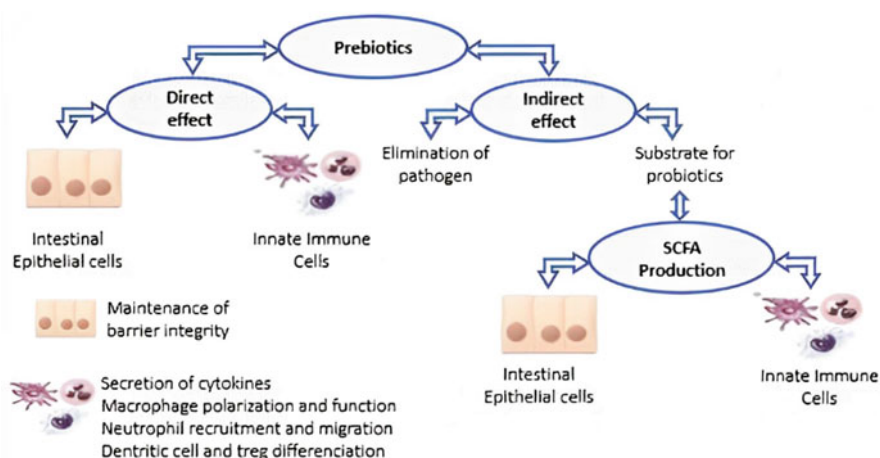 Prebiotics
Direct
effect
Indirect
effect
Elimination of
pathogen
Substrate for
probiotics
Intestinal
Epithelial cells
Innate Immune
Cells
SCFA
Production
Maintenance of
barrier integrity
Intestinal
Epithelial cells
Innate Immune
Cells
Secretion of cytokines
Macrophage polarization and function
Neutrophil recruitment and migration
Dentritic cell and treg differenciation